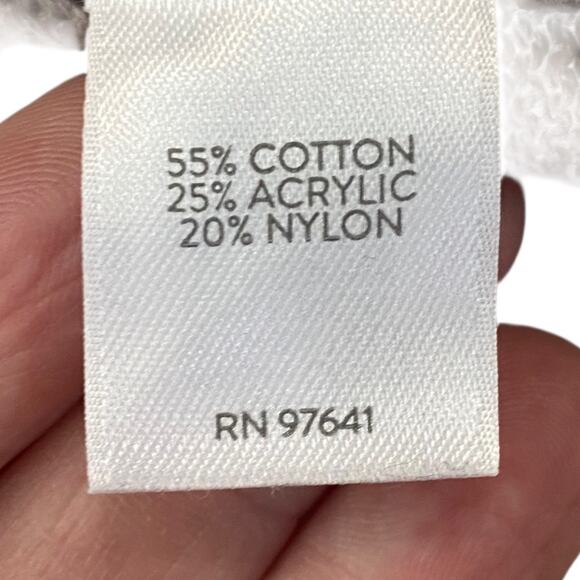 55% COTTON
25% ACRYLIC
20% NYLON
RN 97641